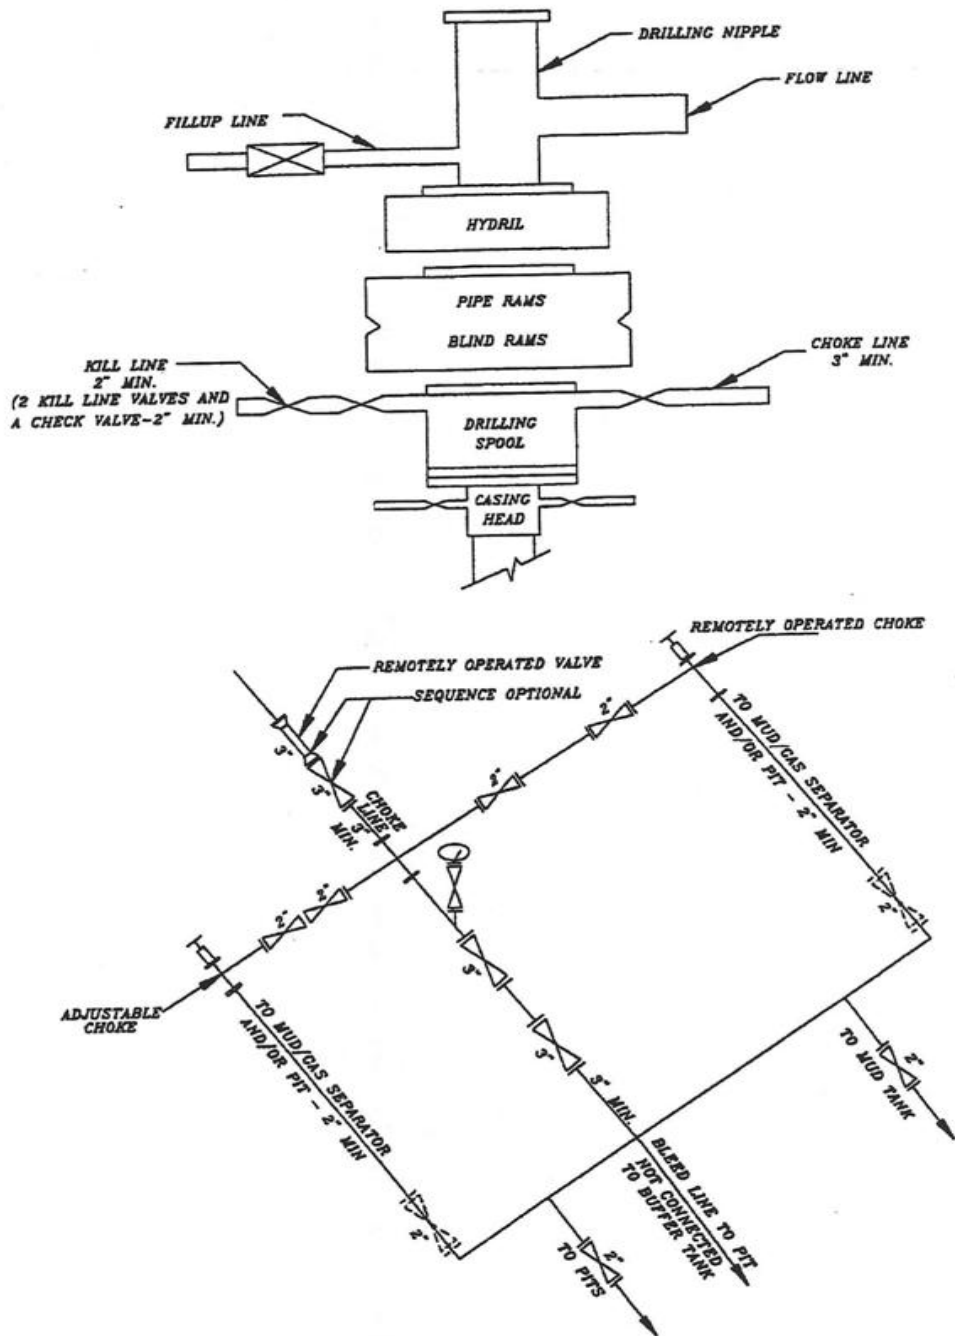 DRILLING NIPPLE
FLOW LINE
FILLUP LINE
HYDRIL
PIPE RAMS
BLIND RAMS
KILL LINE
2" MIN.
(2 KILL LINE VALVES AND
A CHECK VALVE-2" MIN.)
CHOKE LINE
3" MIN.
DRILLING
SPOOL
CASING
HEAD
REMOTELY OPERATED CHOKE
REMOTELY OPERATED VALVE
SEQUENCE OPTIONAL
3"
3"
CHOKE
LINE
3"
MIN.
2"
2"
TO MUD/GAS SEPARATOR
AND/OR PIT - 2" MIN
2"
2"
2"
ADJUSTABLE
CHOKE
TO MUD/GAS SEPARATOR
AND/OR PIT - 2" MIN
2"
3"
3"
3" MIN.
BLEED LINE TO PIT
NOT CONNECTED
TO BUFFER TANK
2"
TO MUD TANK
2"
TO PITS